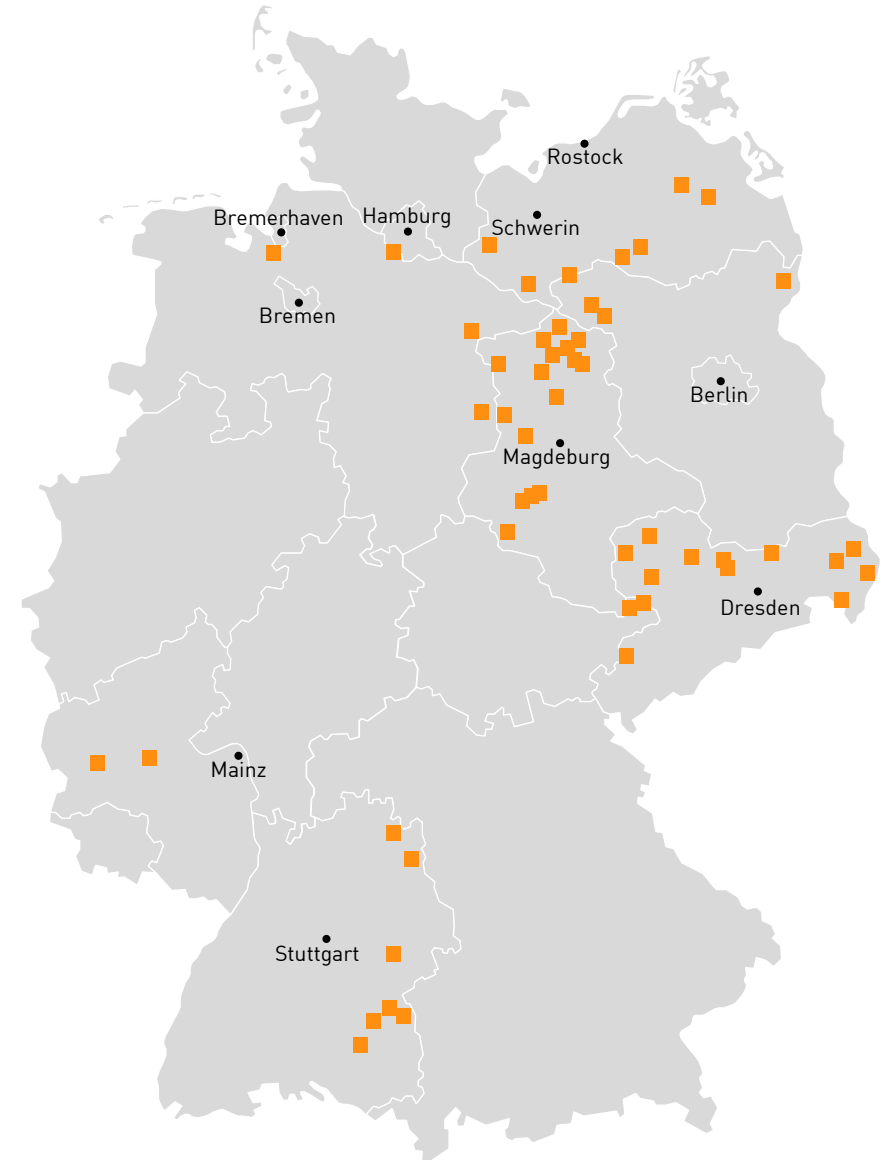 Rostock
Bremerhaven
Hamburg
Schwerin
Bremen
Berlin
Magdeburg
Dresden
Mainz
Stuttgart